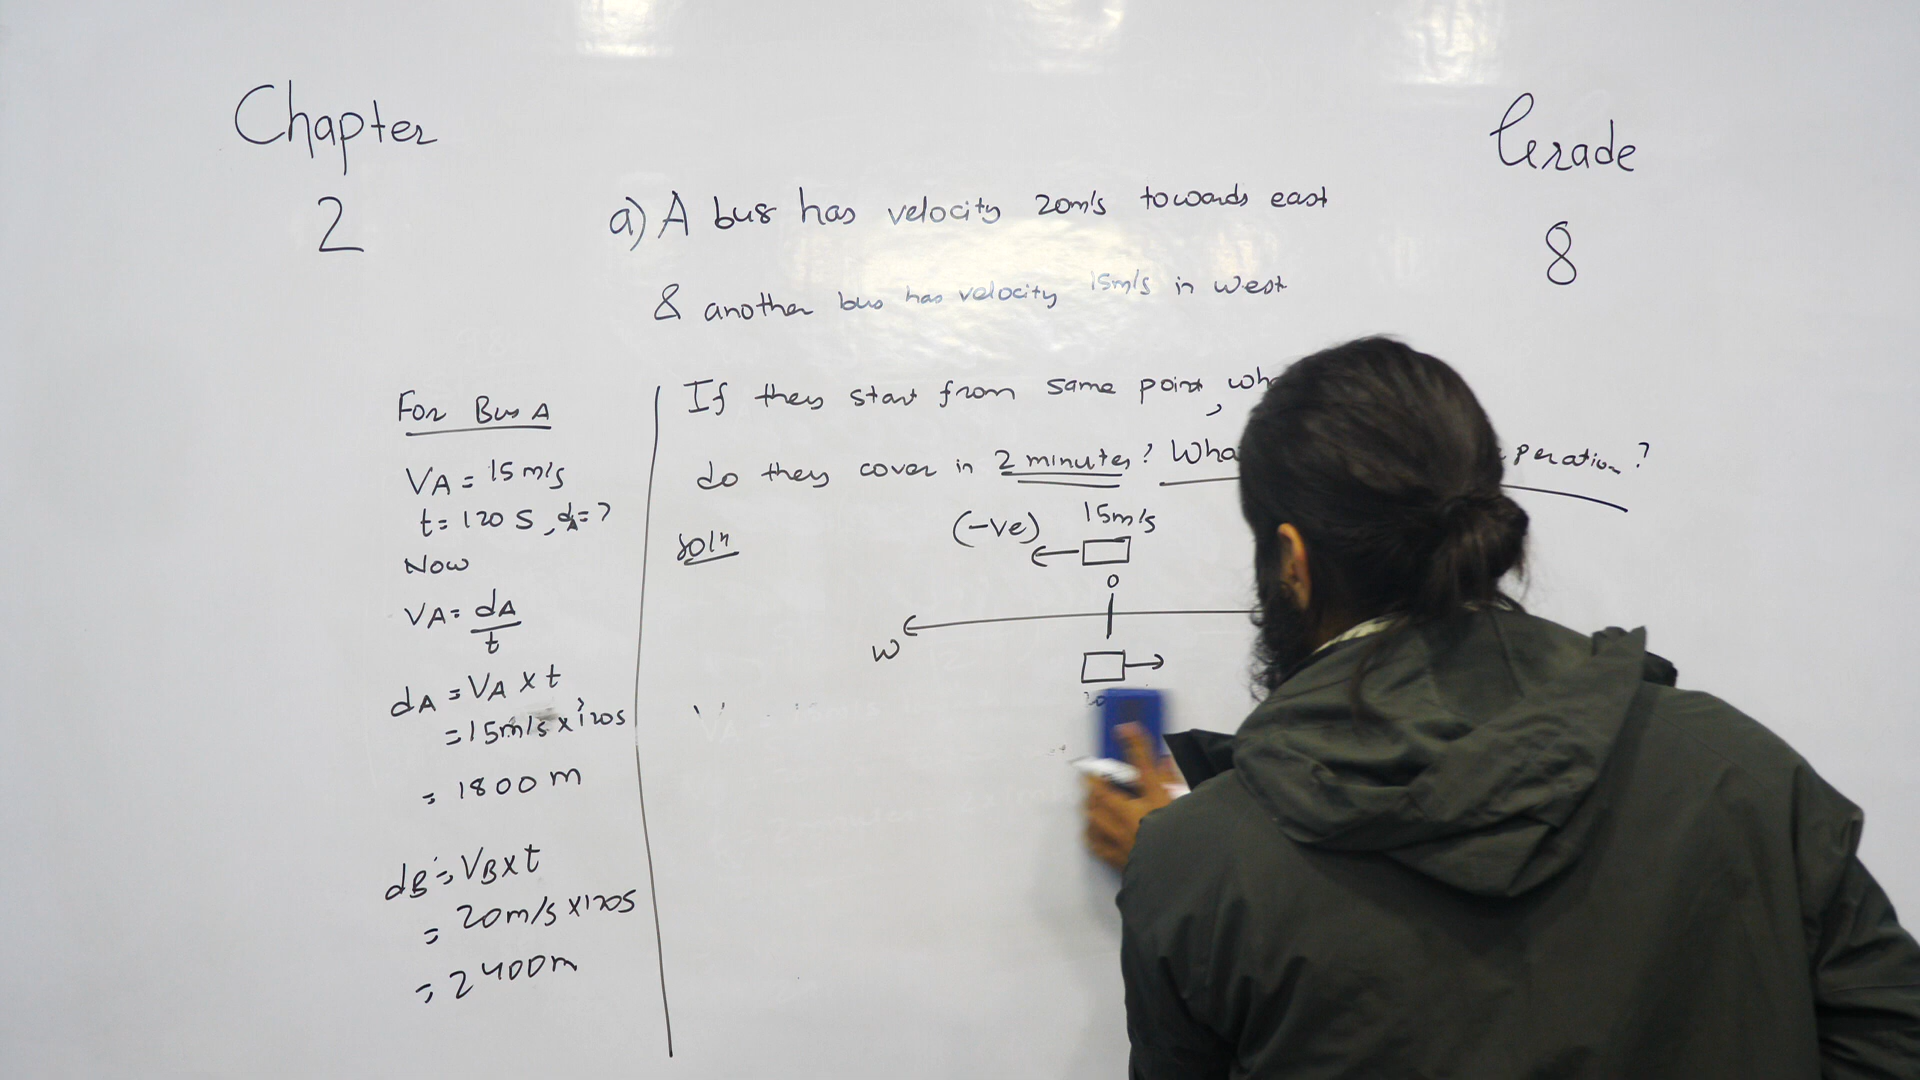 Chapter
2
Grade
8
a) A bus has velocity 20m/s towards east
& another bus has velocity 15m/s in west
If they start from same point,
do they cover in 2 minutes?
peration?
For Bus A
VA = 15 m/s
t = 120 S, dA = ?
Now
VA = dA
t
dA = VA x t
= 15m/s x 120s
= 1800 m
dB = VB x t
= 20m/s x 120s
= 2400m
Soln
(-ve) 15m/s
0
W